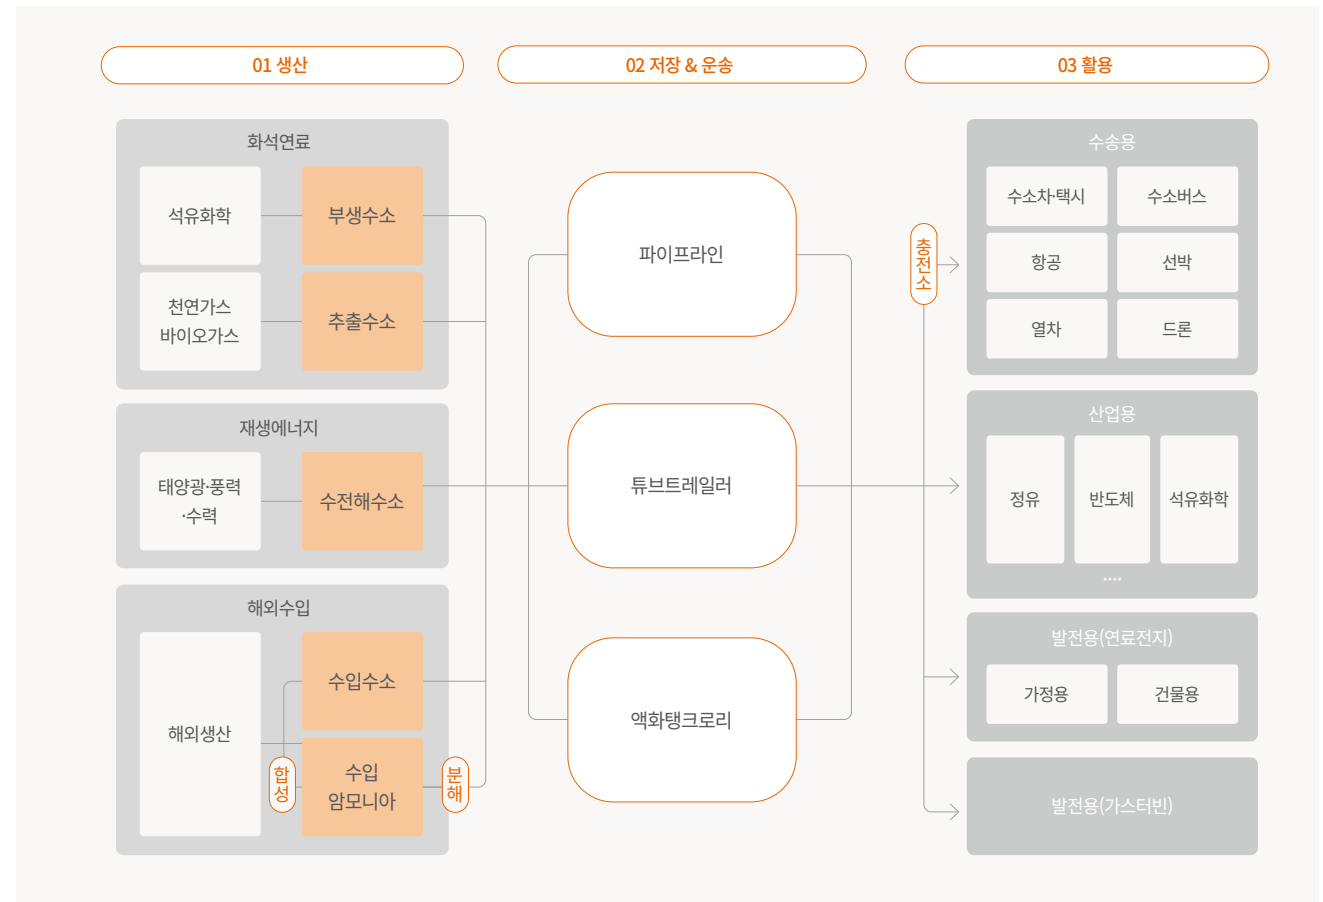 01 생산
02 저장 & 운송
03 활용
화석연료
석유화학
부생수소
천연가스
바이오가스
추출수소
재생에너지
태양광·풍력
·수력
수전해수소
해외수입
해외생산
수입수소
합성
수입
암모니아
분해
파이프라인
튜브트레일러
액화탱크로리
충전소
수송용
수소차·택시
수소버스
항공
선박
열차
드론
산업용
정유
반도체
석유화학
····
발전용(연료전지)
가정용
건물용
발전용(가스터빈)